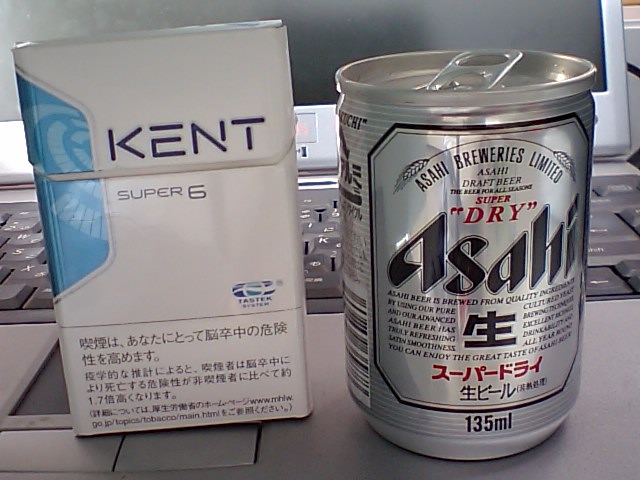 KENT
SUPER 6
TASTEK
SYSTEM
喫煙は、あなたにとって脳卒中の危険
性を高めます。
疫学的な推計によると、喫煙者は脳卒中に
より死亡する危険性が非喫煙者に比べて約
1.7倍高くなります。
(詳細については、厚生労働省のホームページwww.mhlw.
go.jp/topics/tobacco/main.htmlをご参照ください。)
ASAHI BREWERIES LIMITED
ASAHI
DRAFT BEER
THE BEER FOR ALL SEASONS
SUPER
"DRY"
Asahi
ASAHI BEER IS BREWED FROM QUALITY INGREDIENTS
BY USING OUR PURE CULTURED YEAST
AND OUR ADVANCED BREWING TECHNIQUES
ASAHI BEER HAS EXCELLENT RICHNESS
TRULY REFRESHING DRINKABILITY AND
SATIN SMOOTHNESS ALL YEAR ROUND
YOU CAN ENJOY THE GREAT TASTE OF ASAHI BEER
生
スーパードライ
生ビール(非熱処理)
135ml